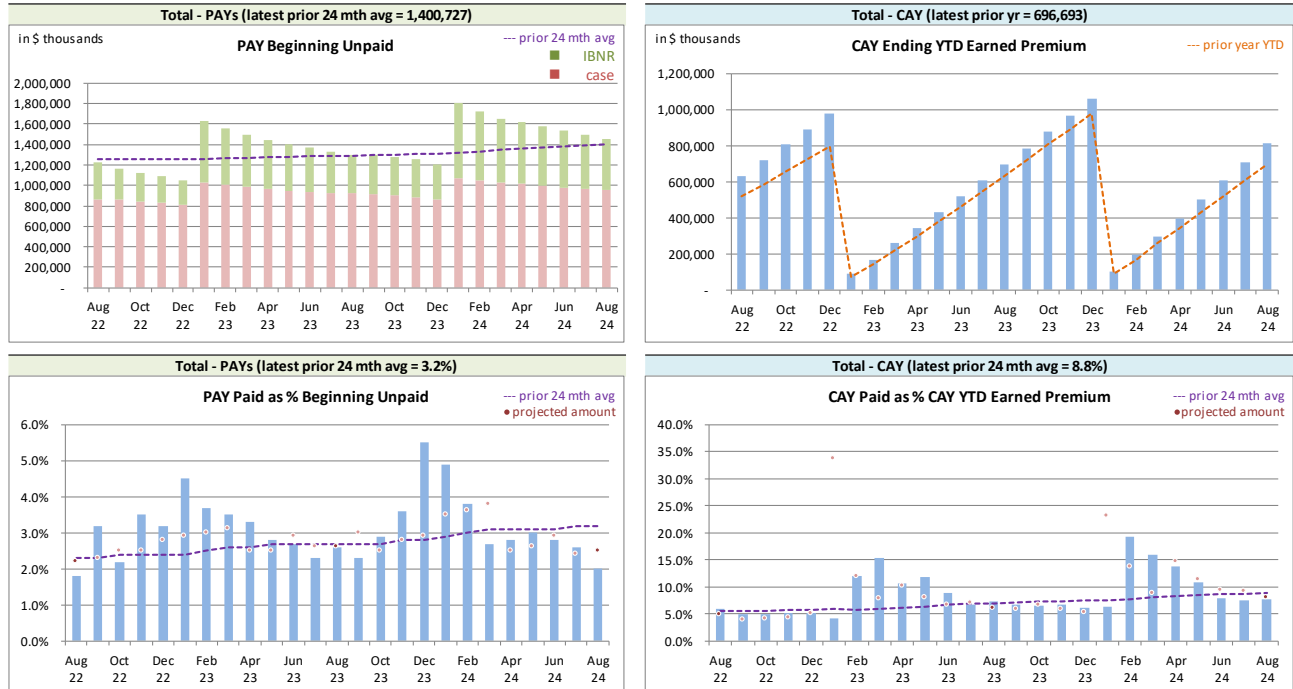 Total - PAYs (latest prior 24 mth avg = 1,400,727)
in $ thousands
PAY Beginning Unpaid
--- prior 24 mth avg
IBNR
case
2,000,000
1,800,000
1,600,000
1,400,000
1,200,000
1,000,000
800,000
600,000
400,000
200,000
-
Aug Oct Dec Feb Apr Jun Aug Oct Dec Feb Apr Jun Aug
22 22 22 23 23 23 23 23 23 24 24 24 24
Total - CAY (latest prior yr = 696,693)
in $ thousands
CAY Ending YTD Earned Premium
--- prior year YTD
1,200,000
1,000,000
800,000
600,000
400,000
200,000
-
Aug Oct Dec Feb Apr Jun Aug Oct Dec Feb Apr Jun Aug
22 22 22 23 23 23 23 23 23 24 24 24 24
Total - PAYs (latest prior 24 mth avg = 3.2%)
PAY Paid as % Beginning Unpaid
--- prior 24 mth avg
• projected amount
6.0%
5.0%
4.0%
3.0%
2.0%
1.0%
0.0%
Aug Oct Dec Feb Apr Jun Aug Oct Dec Feb Apr Jun Aug
22 22 22 23 23 23 23 23 23 24 24 24 24
Total - CAY (latest prior 24 mth avg = 8.8%)
CAY Paid as % CAY YTD Earned Premium
--- prior 24 mth avg
• projected amount
40.0%
35.0%
30.0%
25.0%
20.0%
15.0%
10.0%
5.0%
0.0%
Aug Oct Dec Feb Apr Jun Aug Oct Dec Feb Apr Jun Aug
22 22 22 23 23 23 23 23 23 24 24 24 24